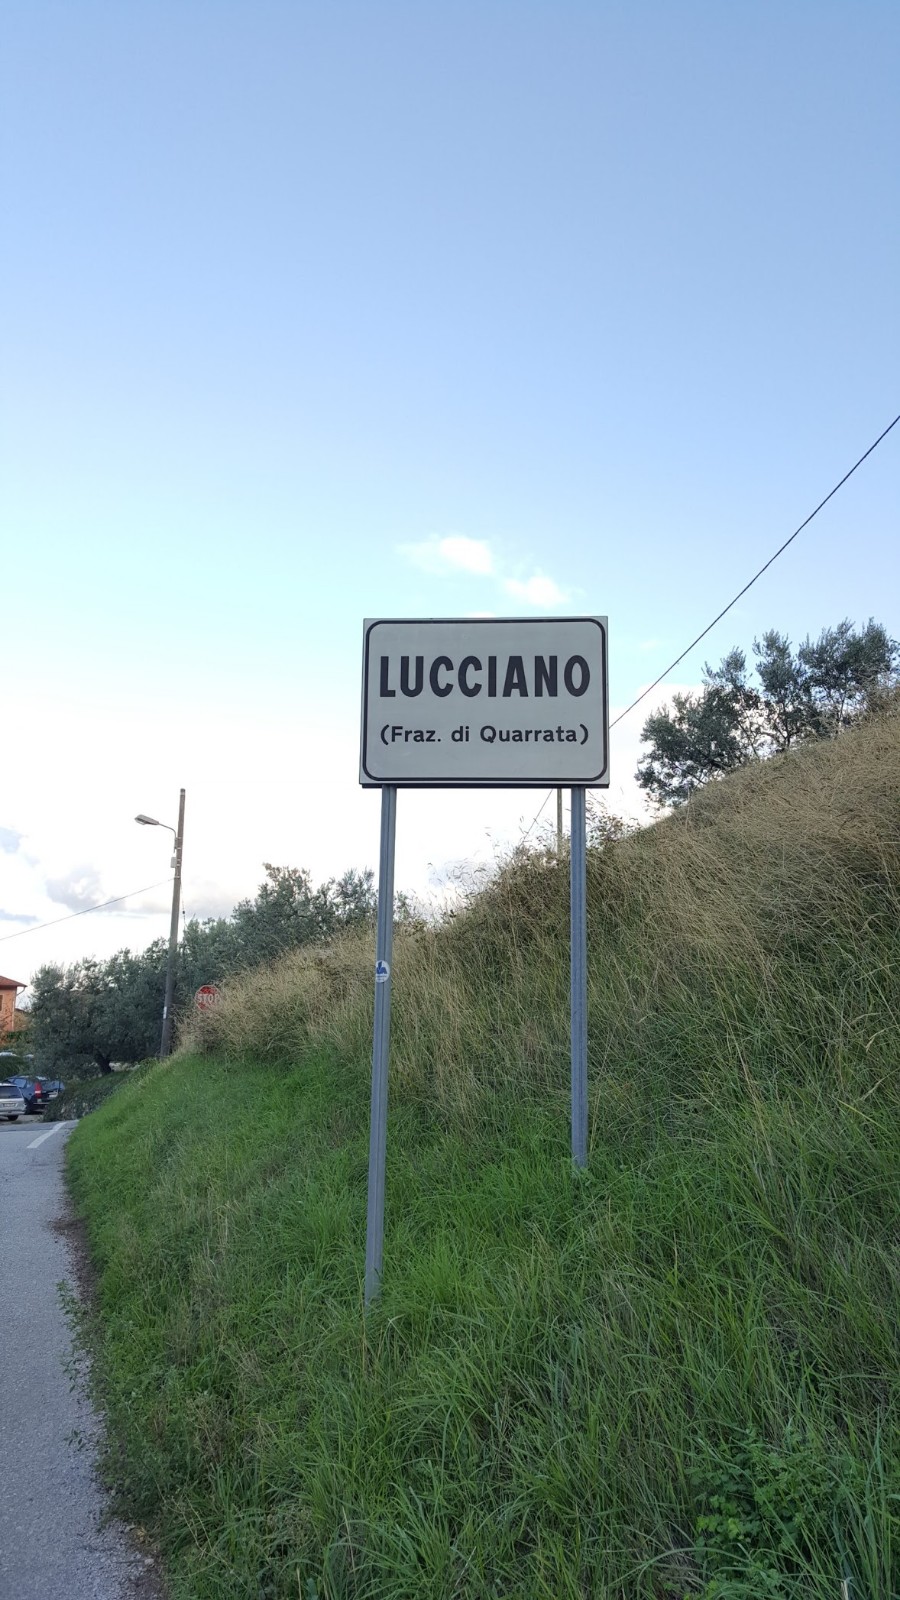 LUCCIANO
(Fraz. di Quarrata)
STOP